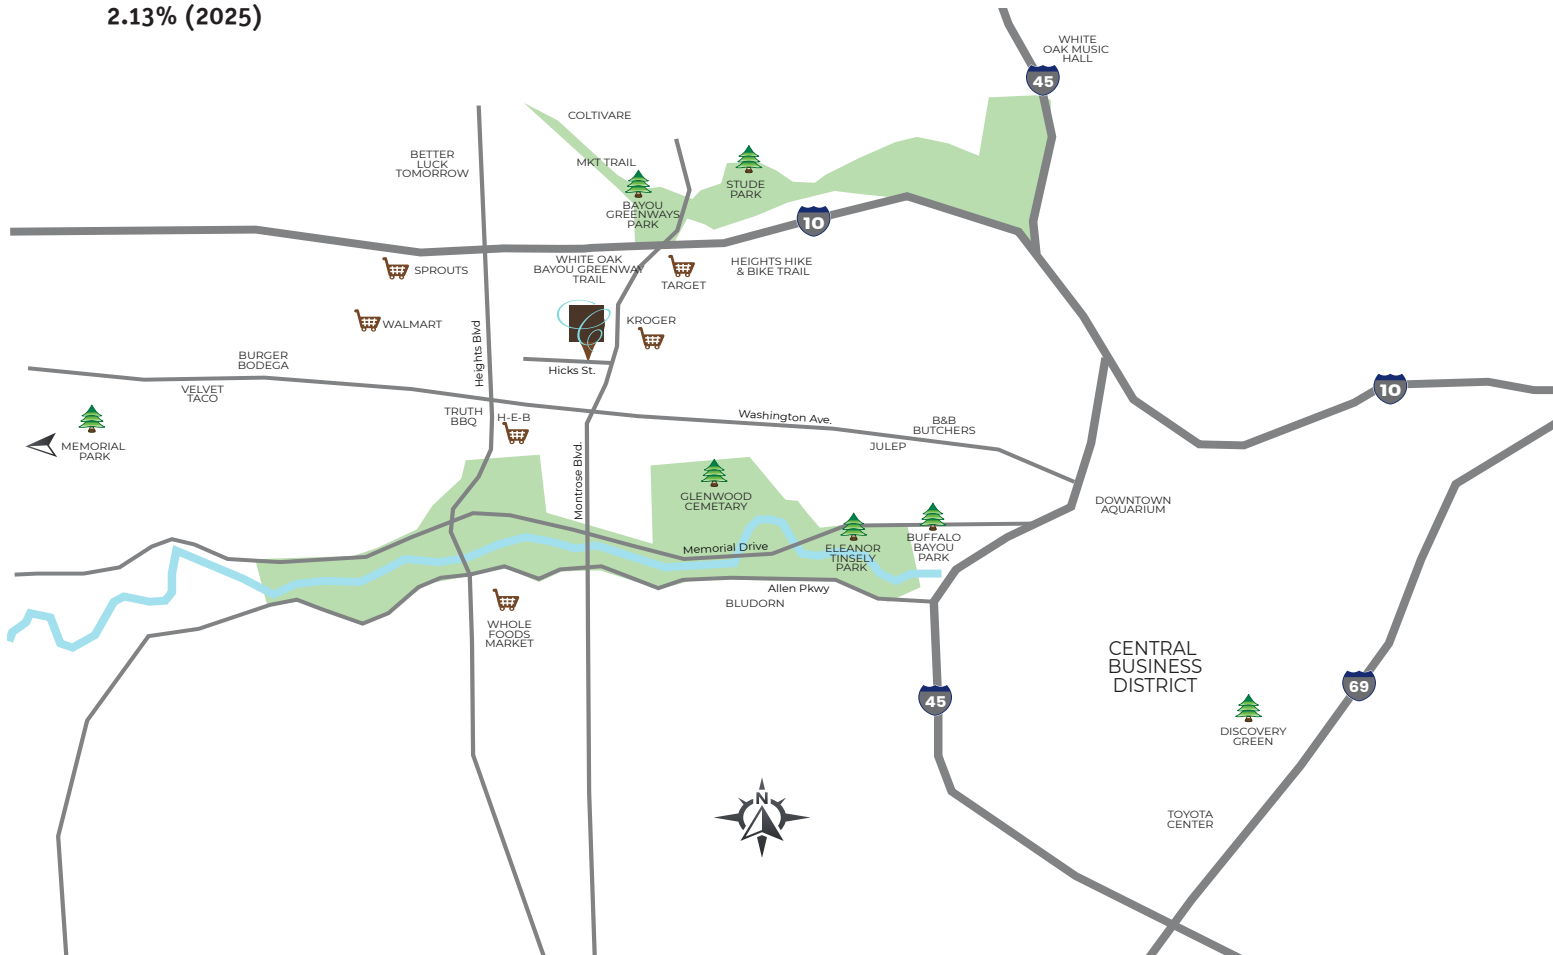 2.13% (2025)
WHITE
OAK MUSIC
HALL
45
COLTIVARE
BETTER
LUCK
TOMORROW
MKT TRAIL
STUDE
PARK
BAYOU
GREENWAYS
PARK
10
WHITE OAK
BAYOU GREENWAY
TRAIL
HEIGHTS HIKE
& BIKE TRAIL
SPROUTS
TARGET
WALMART
KROGER
Heights Blvd
BURGER
BODEGA
Hicks St.
VELVET
TACO
10
TRUTH
BBQ
H-E-B
Washington Ave.
B&B
BUTCHERS
JULEP
MEMORIAL
PARK
Montrose Blvd.
GLENWOOD
CEMETARY
DOWNTOWN
AQUARIUM
Memorial Drive
ELEANOR
TINSELY
PARK
BUFFALO
BAYOU
PARK
Allen Pkwy
BLUDORN
WHOLE
FOODS
MARKET
CENTRAL
BUSINESS
DISTRICT
45
69
DISCOVERY
GREEN
N
TOYOTA
CENTER